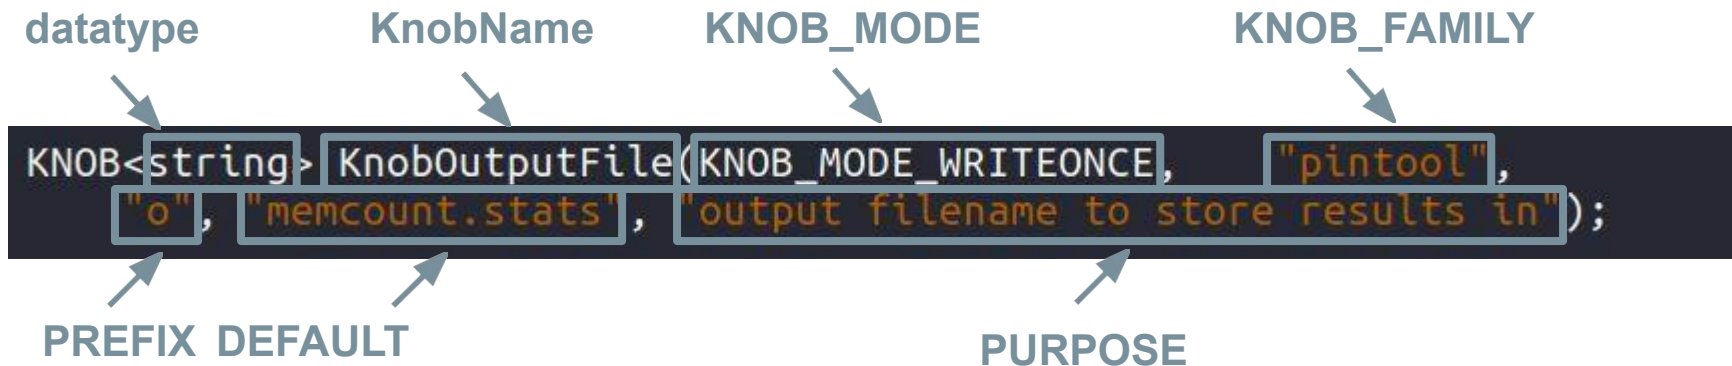 datatype KnobName KNOB_MODE KNOB_FAMILY
KNOB<string> KnobOutputFile(KNOB_MODE_WRITEONCE, "pintool",
"o", "memcount.stats", "output filename to store results in");
PREFIX DEFAULT PURPOSE